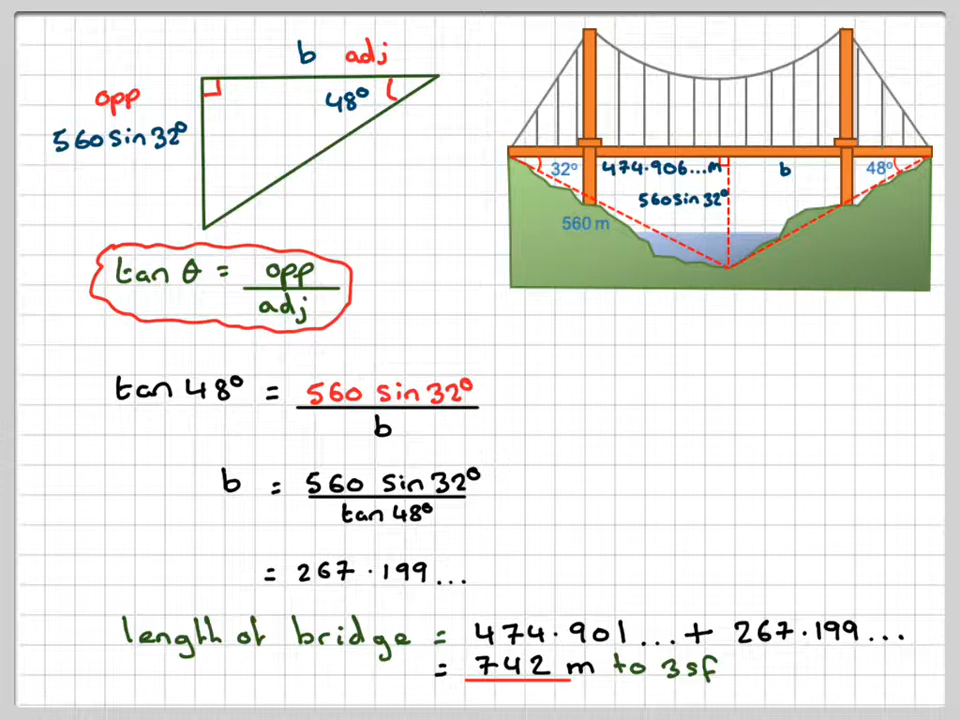 b adj
opp
48°
560 sin 32°
32° 474.906...m b 48°
560 sin 32°
560 m
tan θ = opp / adj
tan 48° = 560 sin 32° / b
b = 560 sin 32° / tan 48°
= 267.199...
length of bridge = 474.901... + 267.199...
= 742 m to 3sf